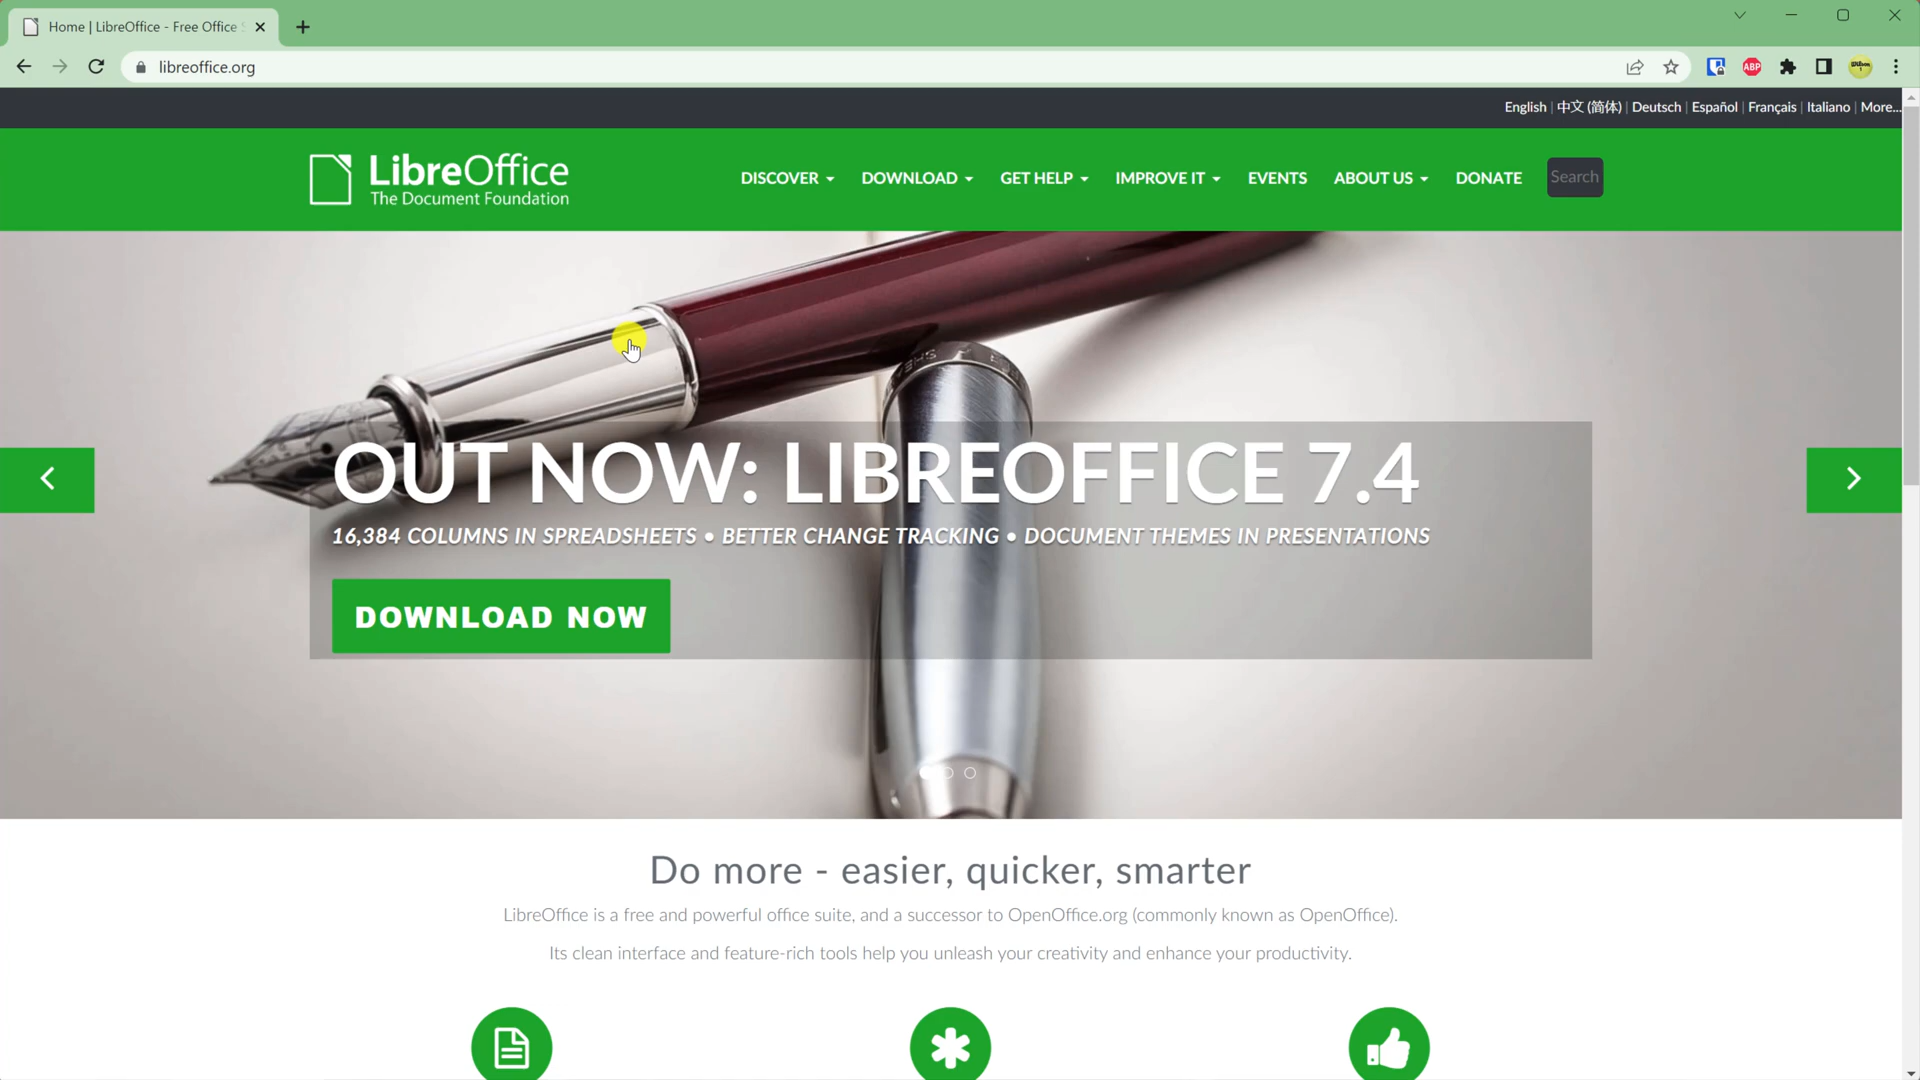 Home | LibreOffice - Free Office
libreoffice.org
ABP
English | 中文 (简体) | Deutsch | Español | Français | Italiano | More...
LibreOffice
The Document Foundation
DISCOVER
DOWNLOAD
GET HELP
IMPROVE IT
EVENTS
ABOUT US
DONATE
Search
OUT NOW: LIBREOFFICE 7.4
16,384 COLUMNS IN SPREADSHEETS • BETTER CHANGE TRACKING • DOCUMENT THEMES IN PRESENTATIONS
DOWNLOAD NOW
Do more - easier, quicker, smarter
LibreOffice is a free and powerful office suite, and a successor to OpenOffice.org (commonly known as OpenOffice).
Its clean interface and feature-rich tools help you unleash your creativity and enhance your productivity.